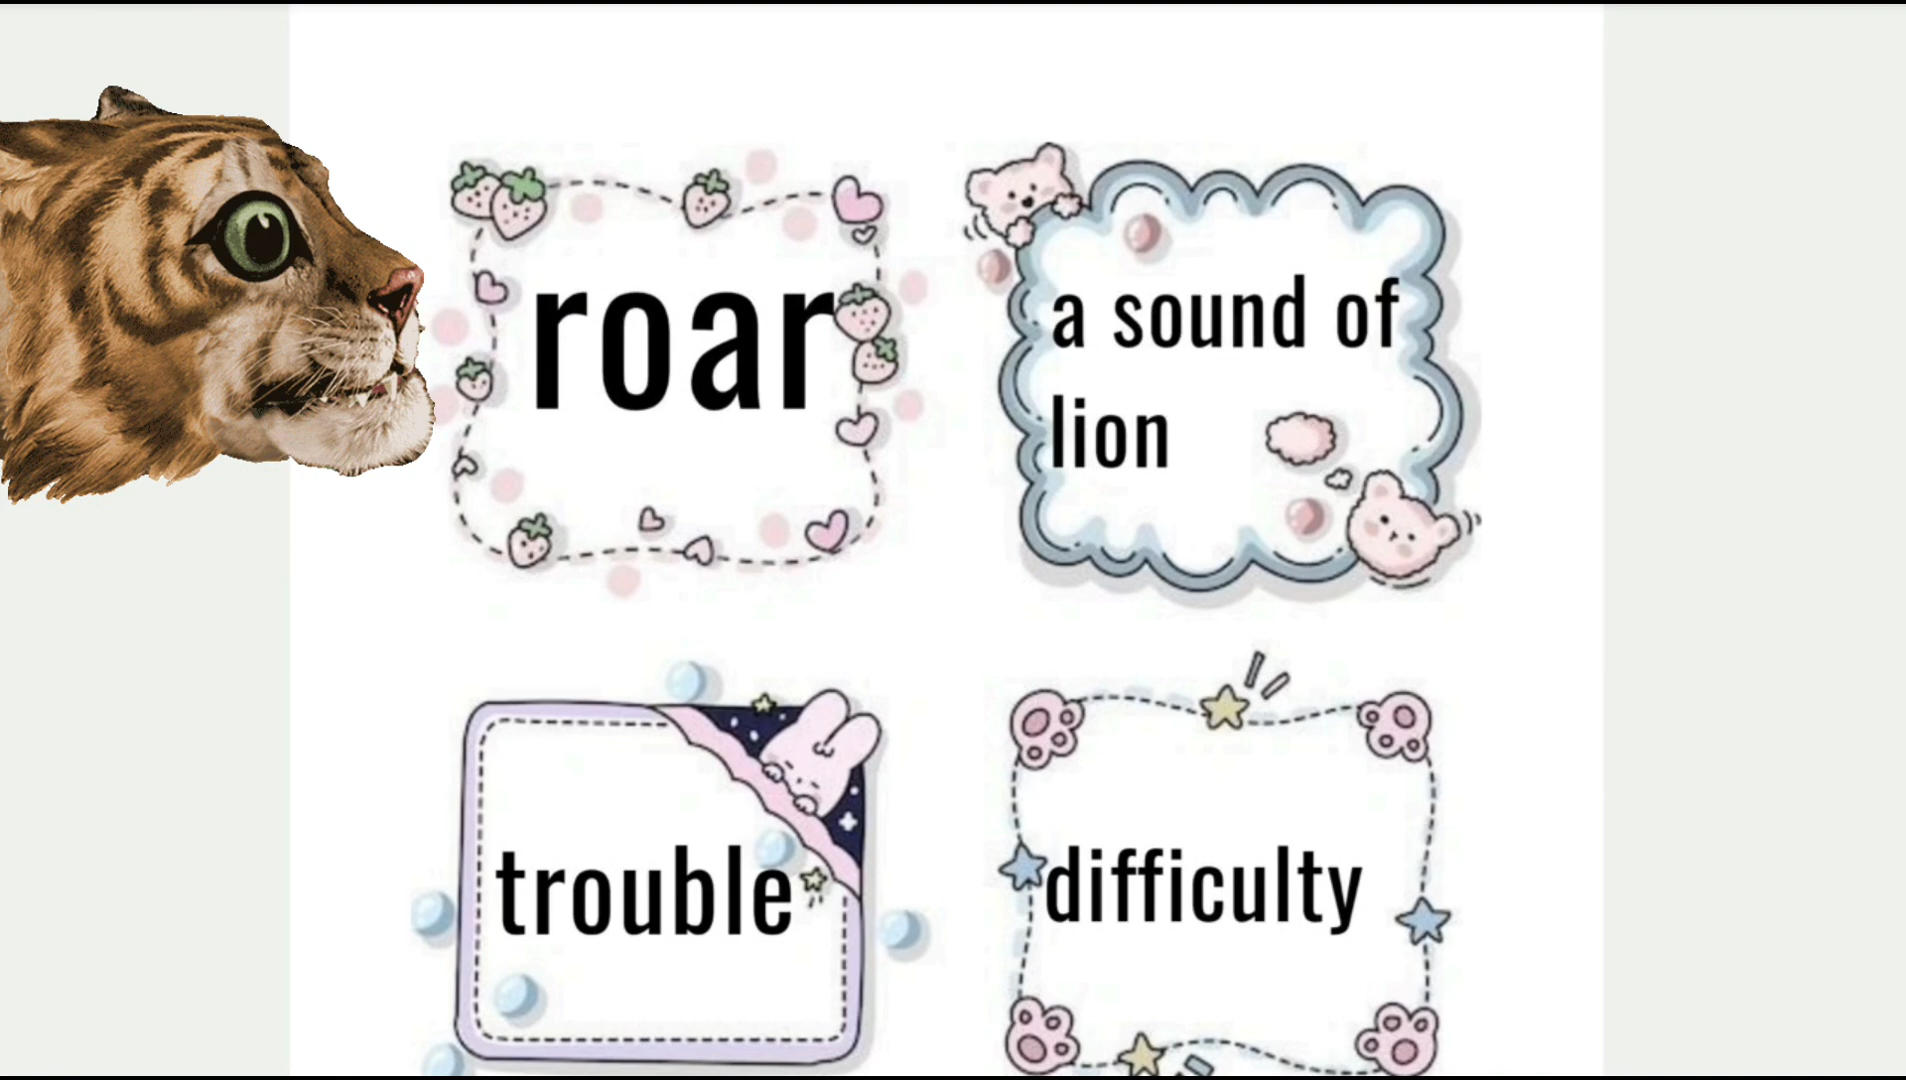 roar
a sound of
lion
trouble
difficulty